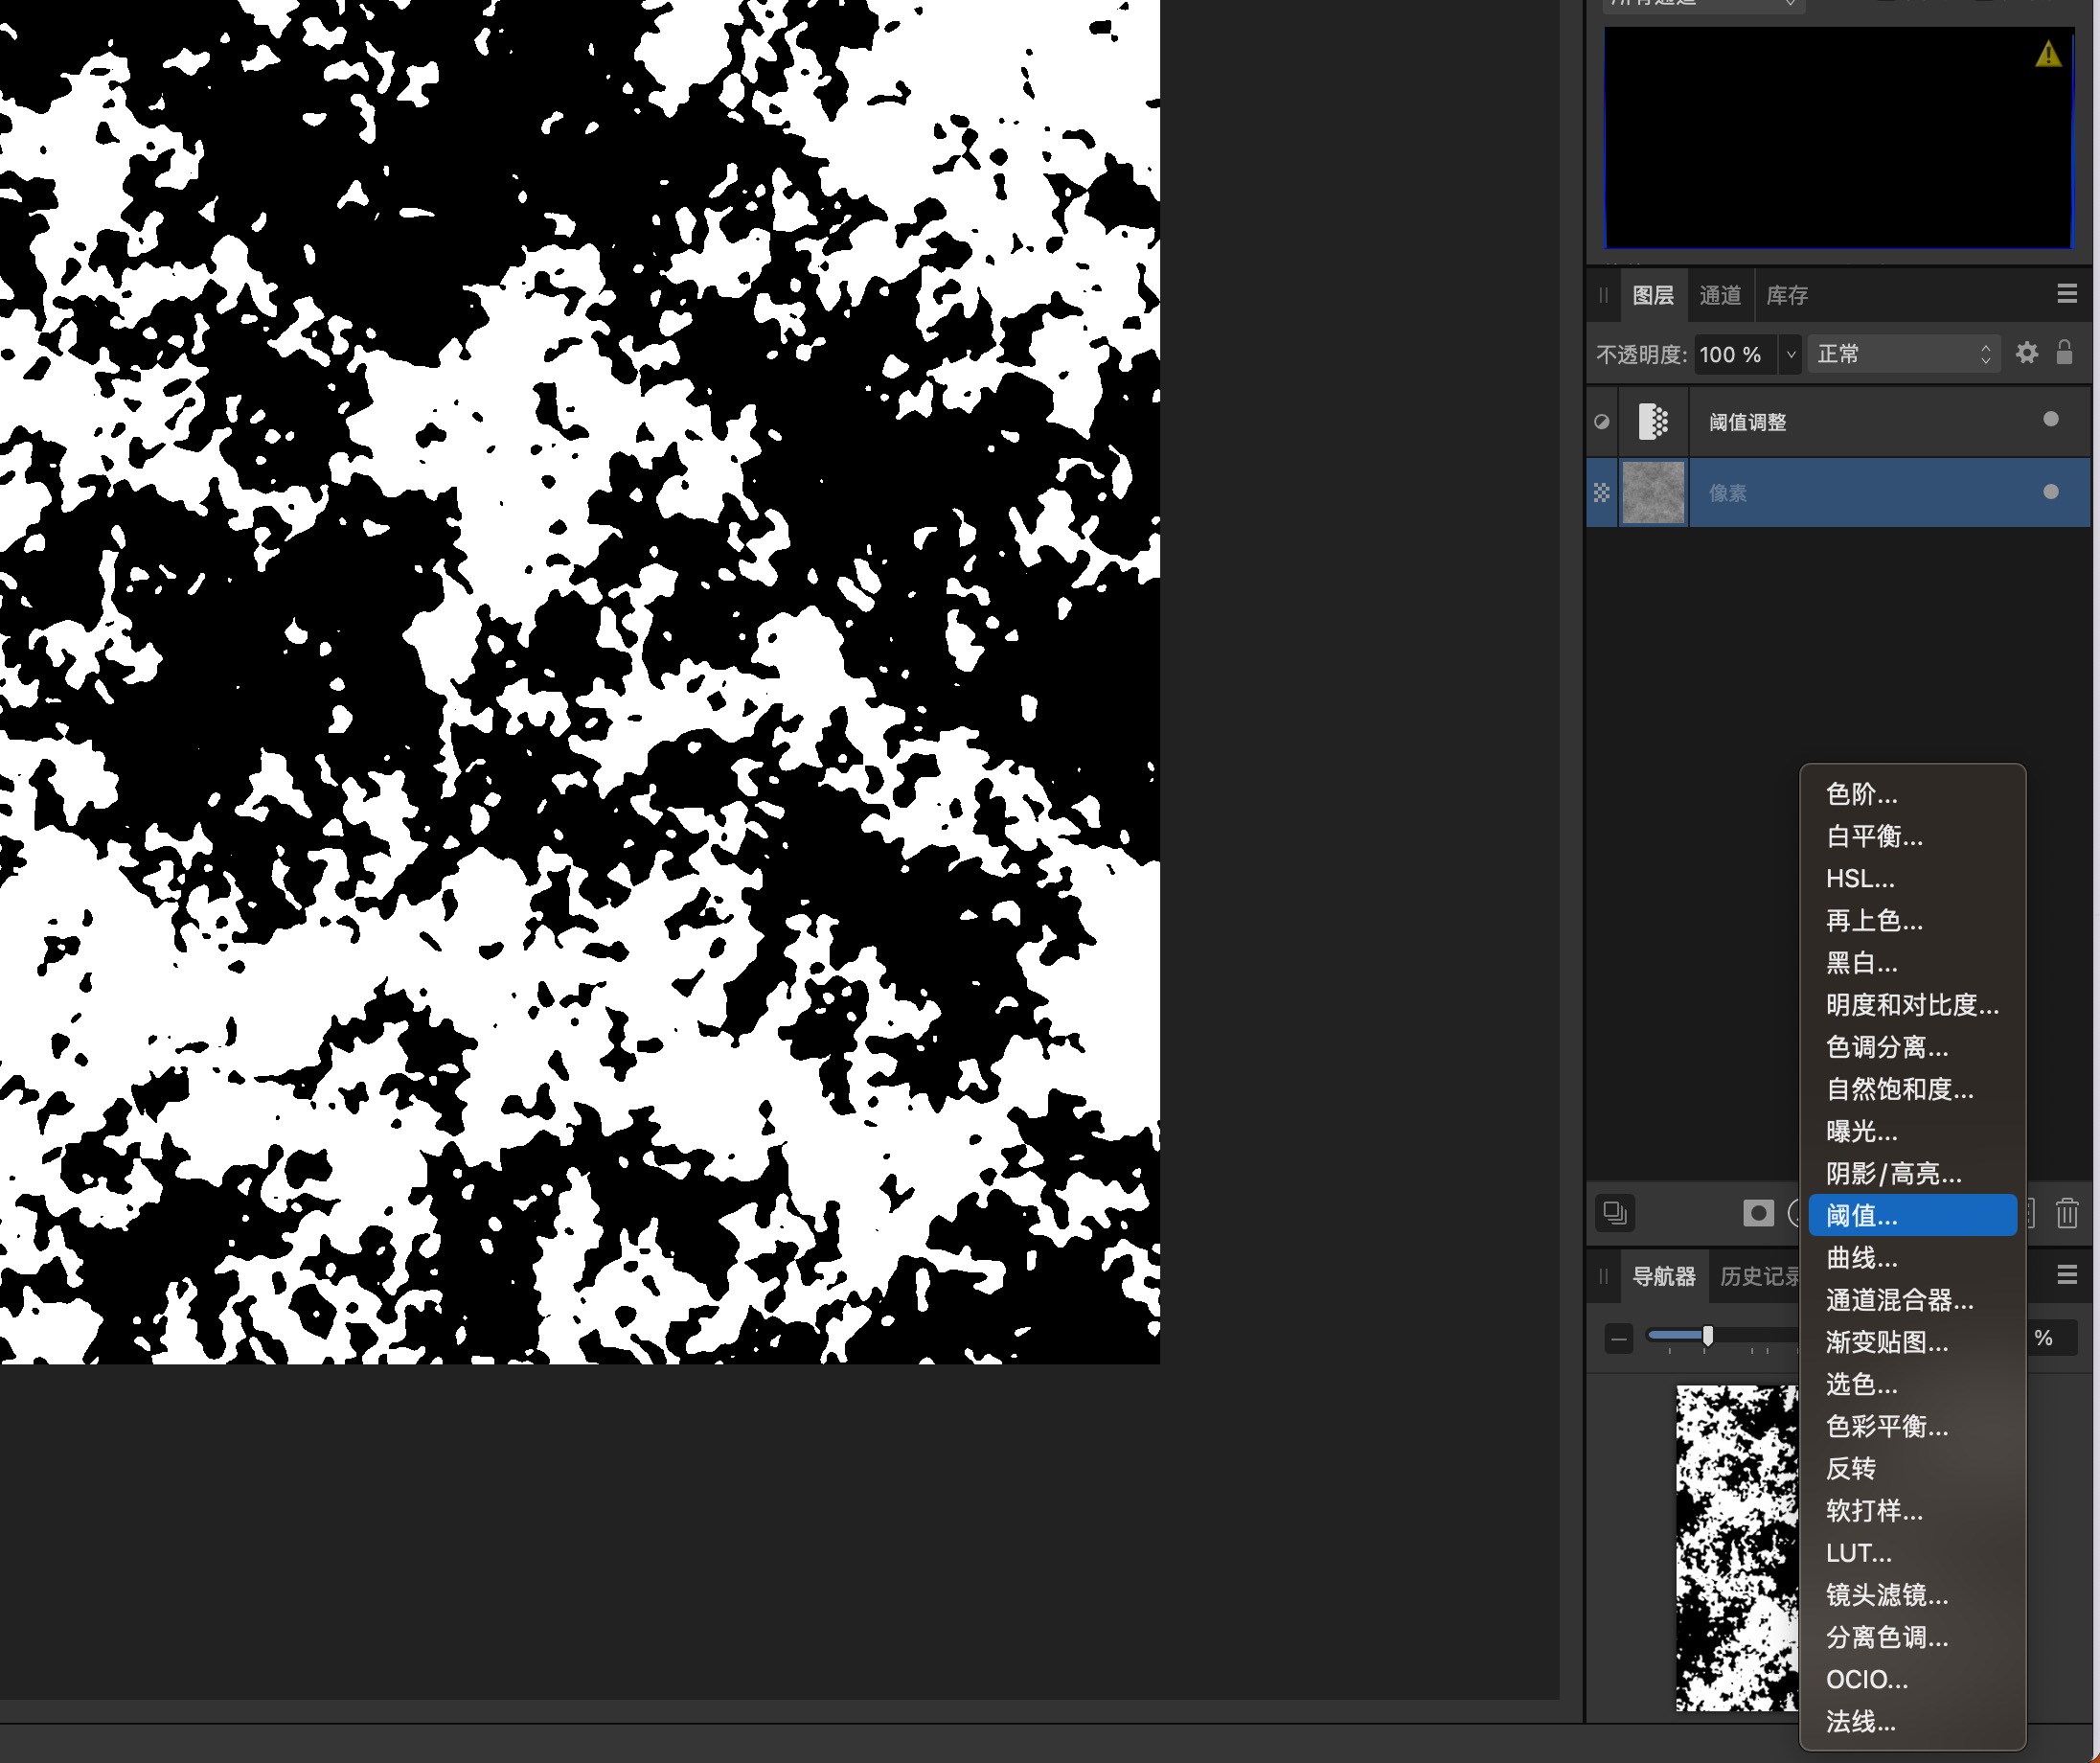 所有通道
图层
通道
库存
不透明度:
100 %
正常
阈值调整
像素
色阶...
白平衡...
HSL...
再上色...
黑白...
明度和对比度...
色调分离...
自然饱和度...
曝光...
阴影/高亮...
阈值...
曲线...
通道混合器...
渐变贴图...
选色...
色彩平衡...
反转
软打样...
LUT...
镜头滤镜...
分离色调...
OCIO...
法线...
导航器
历史记录
%